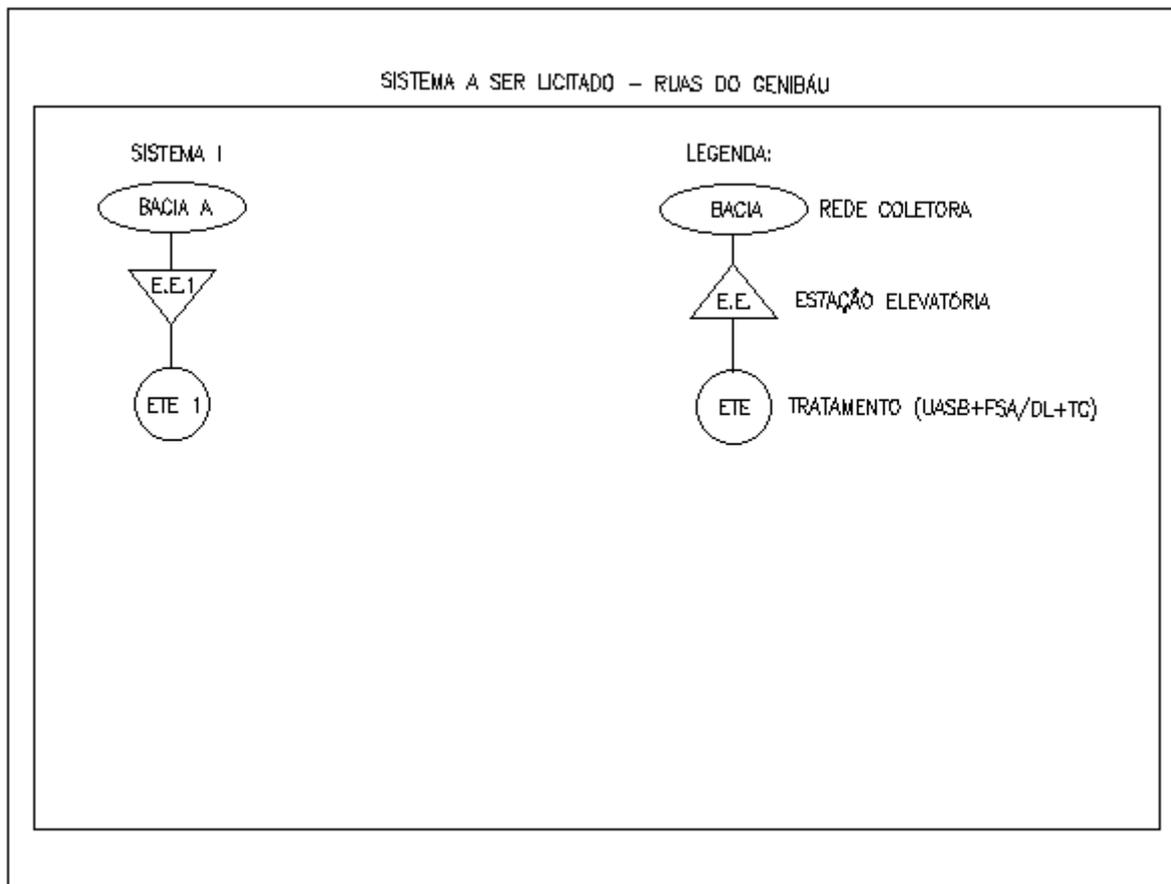 SISTEMA A SER LICITADO – RUAS DO GENIBÁU
SISTEMA I
BACIA A
E.E.1
ETE 1
LEGENDA:
BACIA REDE COLETORA
E.E. ESTAÇÃO ELEVATÓRIA
ETE TRATAMENTO (UASB+FSA/DL+TC)